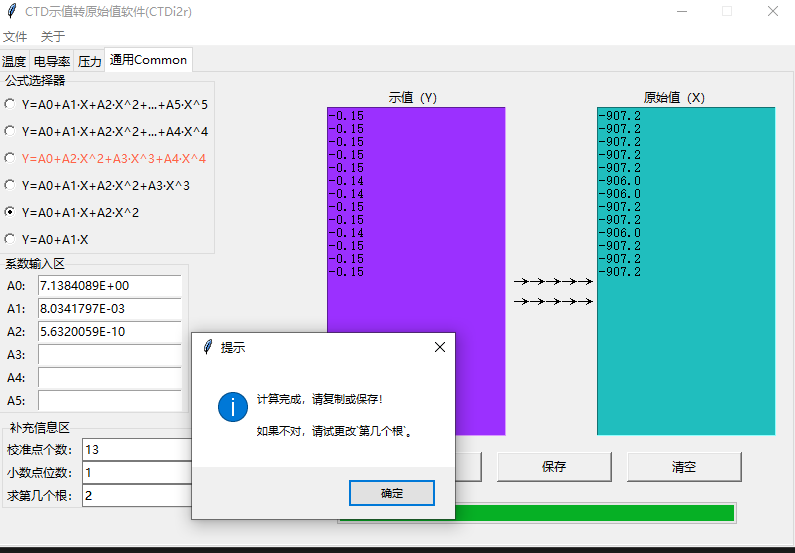 CTD示值转原始值软件(CTDi2r)
文件 关于
温度 电导率 压力 通用Common
公式选择器
Y=A0+A1·X+A2·X^2+...+A5·X^5
Y=A0+A1·X+A2·X^2+...+A4·X^4
Y=A0+A2·X^2+A3·X^3+A4·X^4
Y=A0+A1·X+A2·X^2+A3·X^3
Y=A0+A1·X+A2·X^2
Y=A0+A1·X
系数输入区
A0: 7.1384089E+00
A1: 8.0341797E-03
A2: 5.6320059E-10
A3:
A4:
A5:
补充信息区
校准点个数: 13
小数点位数: 1
求第几个根: 2
示值（Y）
-0.15
-0.15
-0.15
-0.15
-0.15
-0.14
-0.14
-0.15
-0.15
-0.14
-0.15
-0.15
-0.15
→→→→→
→→→→→
原始值（X）
-907.2
-907.2
-907.2
-907.2
-907.2
-906.0
-906.0
-907.2
-907.2
-906.0
-907.2
-907.2
-907.2
保存 清空
提示
计算完成，请复制或保存!
如果不对，请试更改`第几个根`。
确定